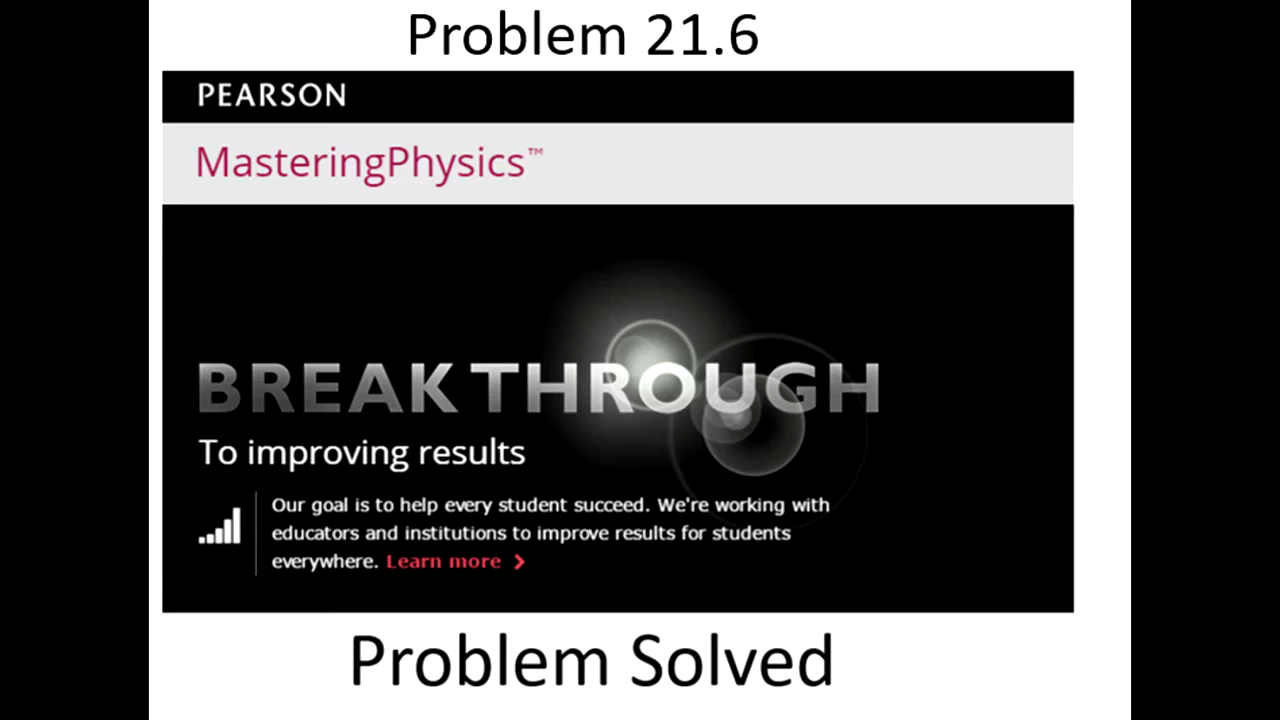 Problem 21.6
PEARSON
MasteringPhysics™
BREAKTHROUGH
To improving results
Our goal is to help every student succeed. We're working with
educators and institutions to improve results for students
everywhere. Learn more
Problem Solved